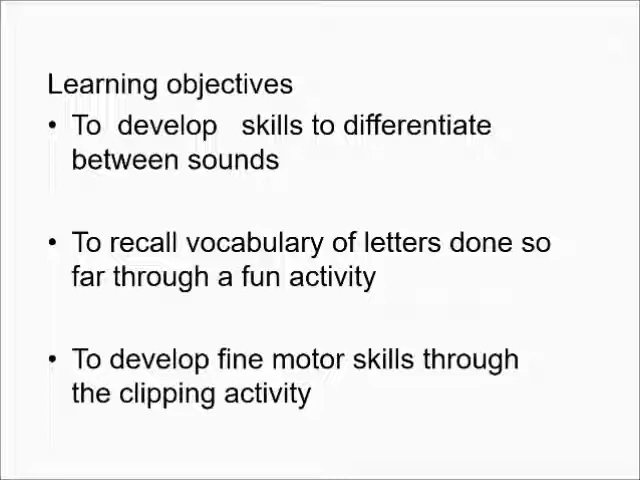 Learning objectives
• To develop skills to differentiate
between sounds
• To recall vocabulary of letters done so
far through a fun activity
• To develop fine motor skills through
the clipping activity